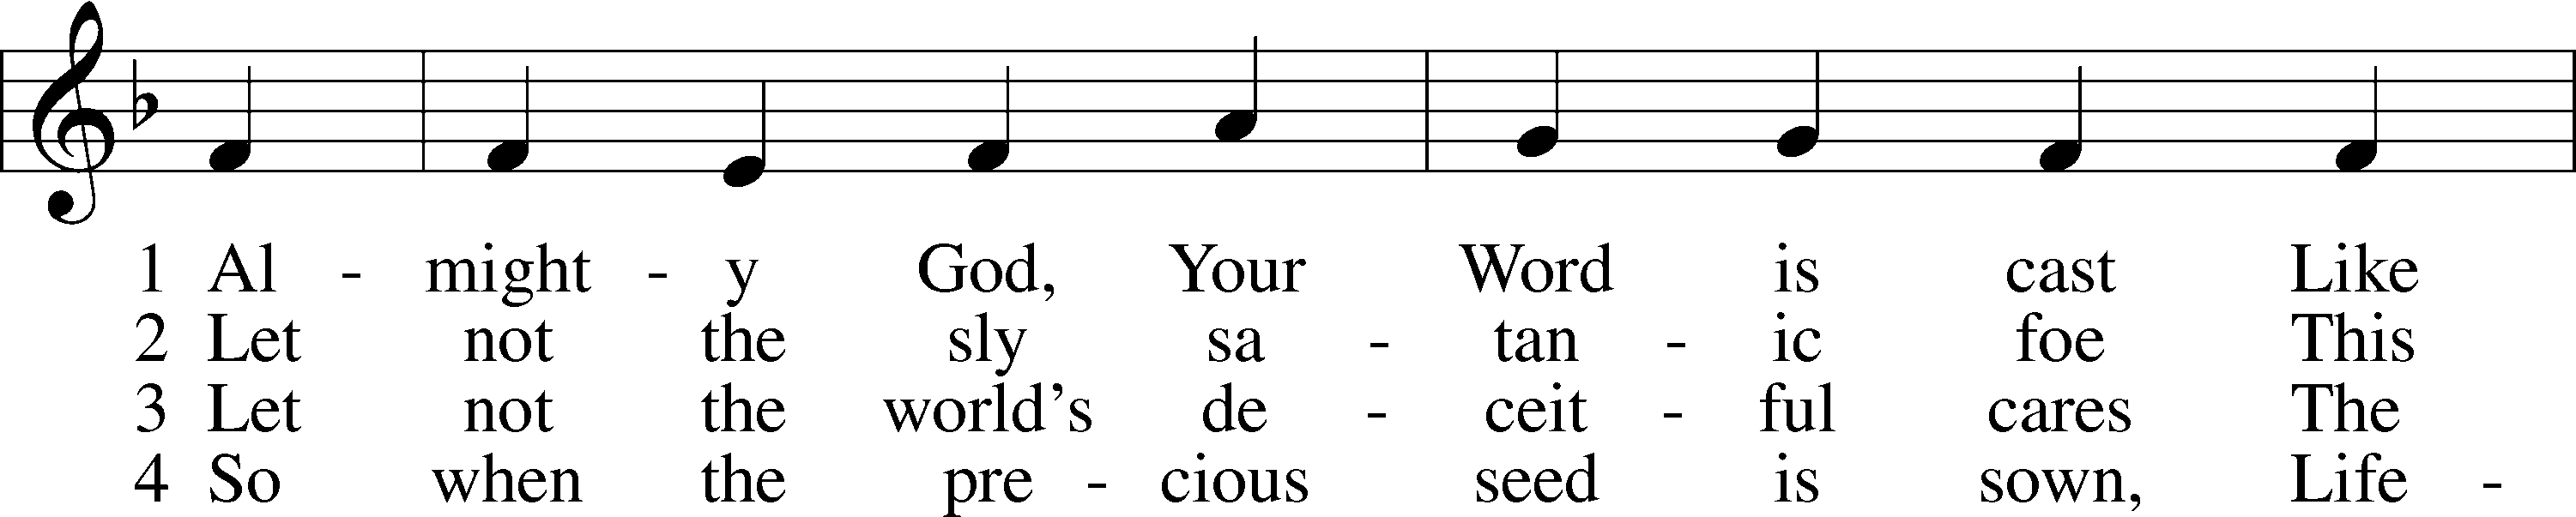 1 Al - might - y God, Your Word is cast Like
2 Let not the sly sa - tan - ic foe This
3 Let not the world's de - ceit - ful cares The
4 So when the pre - cious seed is sown, Life -